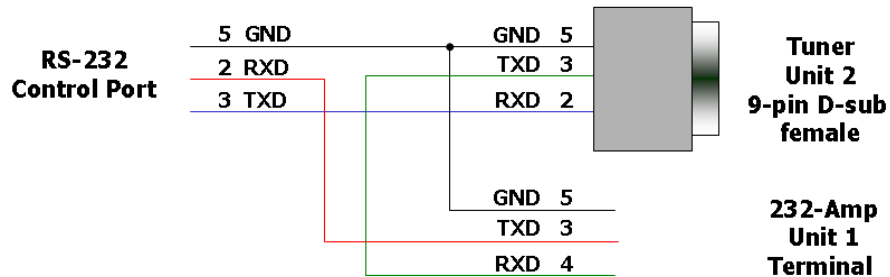 RS-232
Control Port
5 GND
2 RXD
3 TXD
GND 5
TXD 3
RXD 2
Tuner
Unit 2
9-pin D-sub
female
GND 5
TXD 3
RXD 4
232-Amp
Unit 1
Terminal